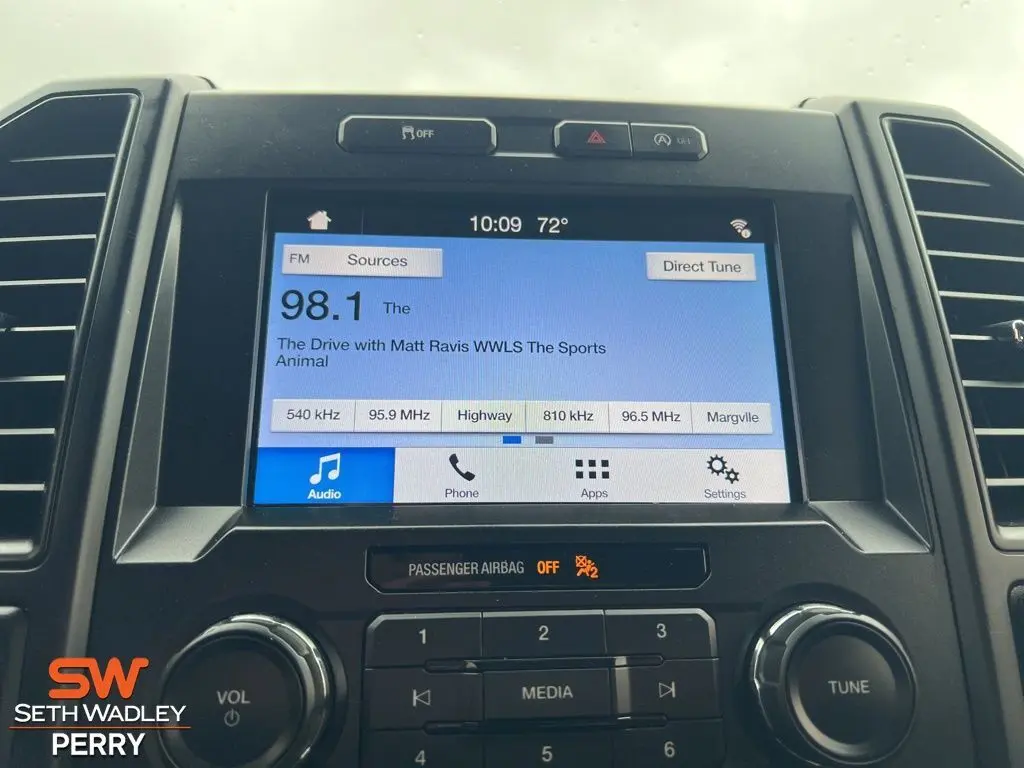 OFF
OFF
10:09 72°
FM Sources
Direct Tune
98.1 The
The Drive with Matt Ravis WWLS The Sports
Animal
540 kHz 95.9 MHz Highway 810 kHz 96.5 MHz Margvlle
Audio Phone Apps Settings
PASSENGER AIRBAG OFF 2
1 2 3
VOL MEDIA TUNE
4 5 6
SW
SETH WADLEY
PERRY